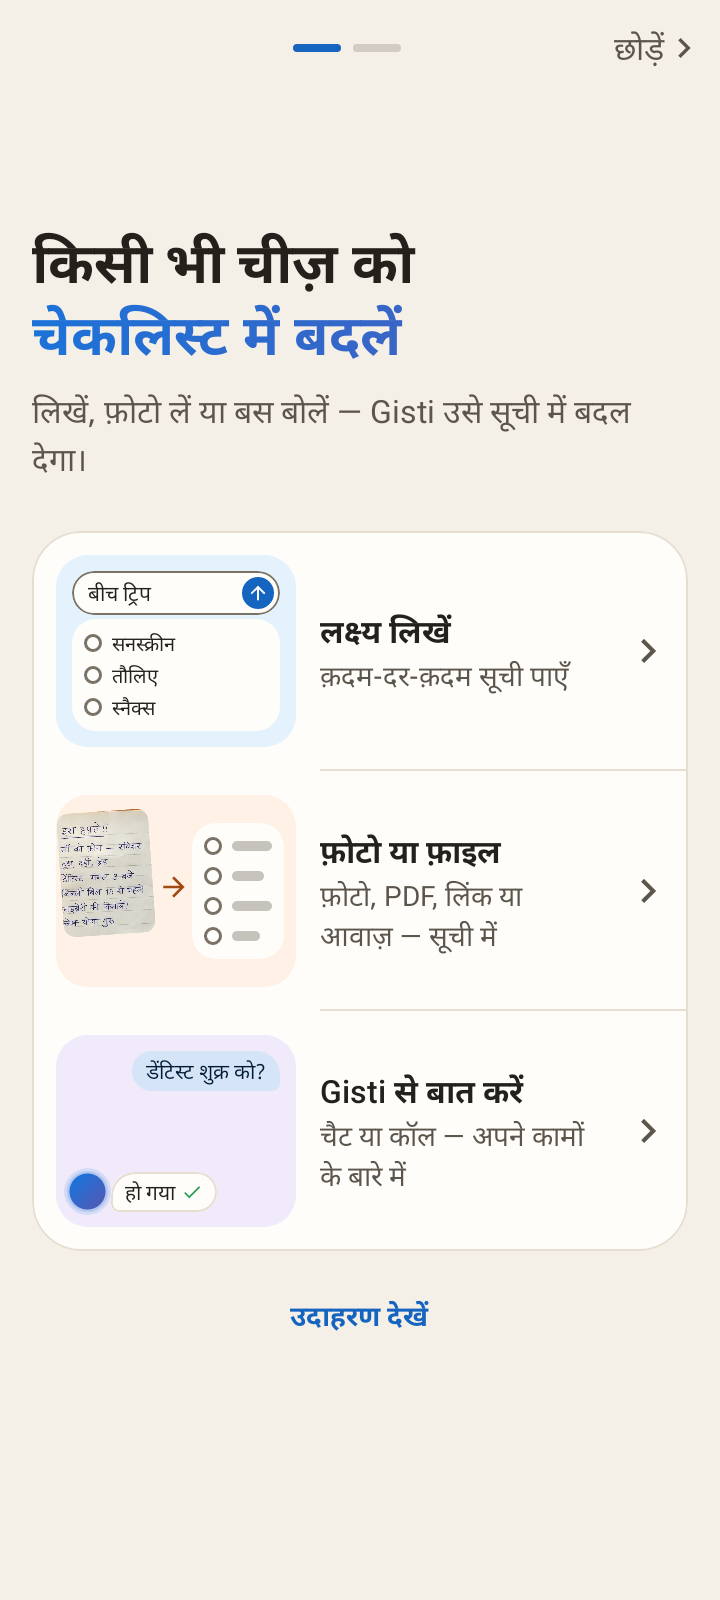 छोड़ें
किसी भी चीज़ को
चेकलिस्ट में बदलें
लिखें, फ़ोटो लें या बस बोलें — Gisti उसे सूची में बदल
देगा।
बीच ट्रिप
सनस्क्रीन
तौलिए
स्नैक्स
लक्ष्य लिखें
क़दम-दर-क़दम सूची पाएँ
फ़ोटो या फ़ाइल
फ़ोटो, PDF, लिंक या
आवाज़ — सूची में
डेंटिस्ट शुक्र को?
हो गया
Gisti से बात करें
चैट या कॉल — अपने कामों
के बारे में
उदाहरण देखें